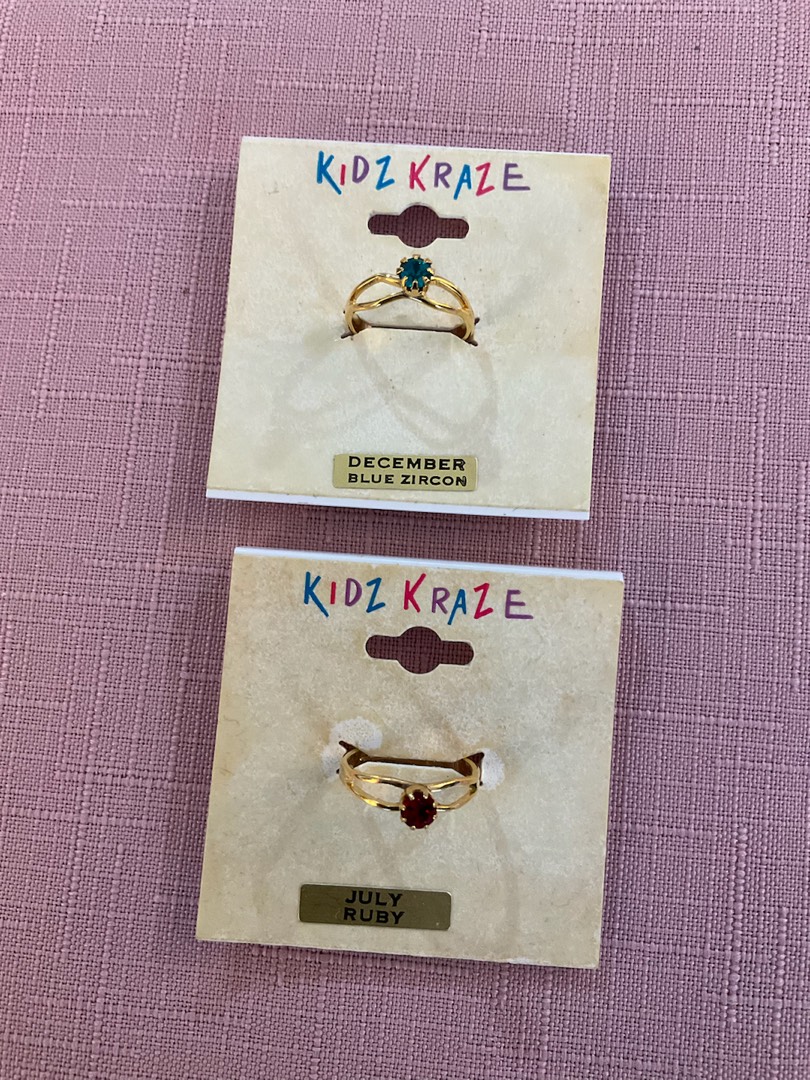 KIDZ KRAZE
DECEMBER
BLUE ZIRCON
KIDZ KRAZE
JULY
RUBY